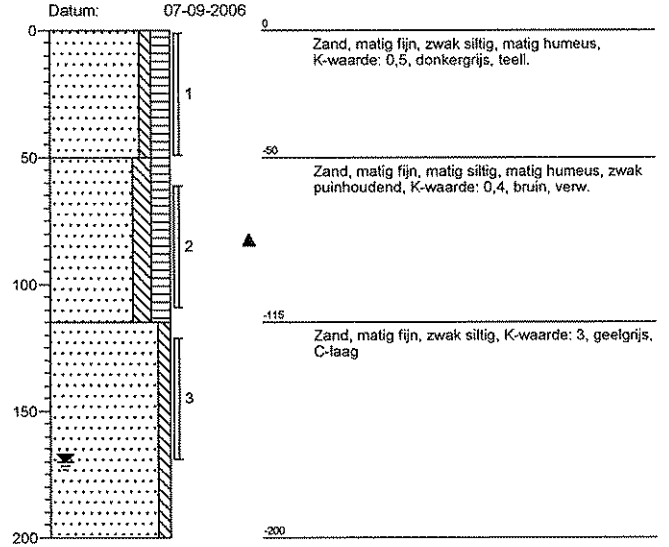 Datum: 07-09-2006
0
0
Zand, matig fijn, zwak siltig, matig humeus,
K-waarde: 0,5, donkergrijs, teell.
1
50
-50
Zand, matig fijn, matig siltig, matig humeus, zwak
puinhoudend, K-waarde: 0,4, bruin, verw.
2
100
-115
Zand, matig fijn, zwak siltig, K-waarde: 3, geelgrijs,
C-laag
3
150
200
-200